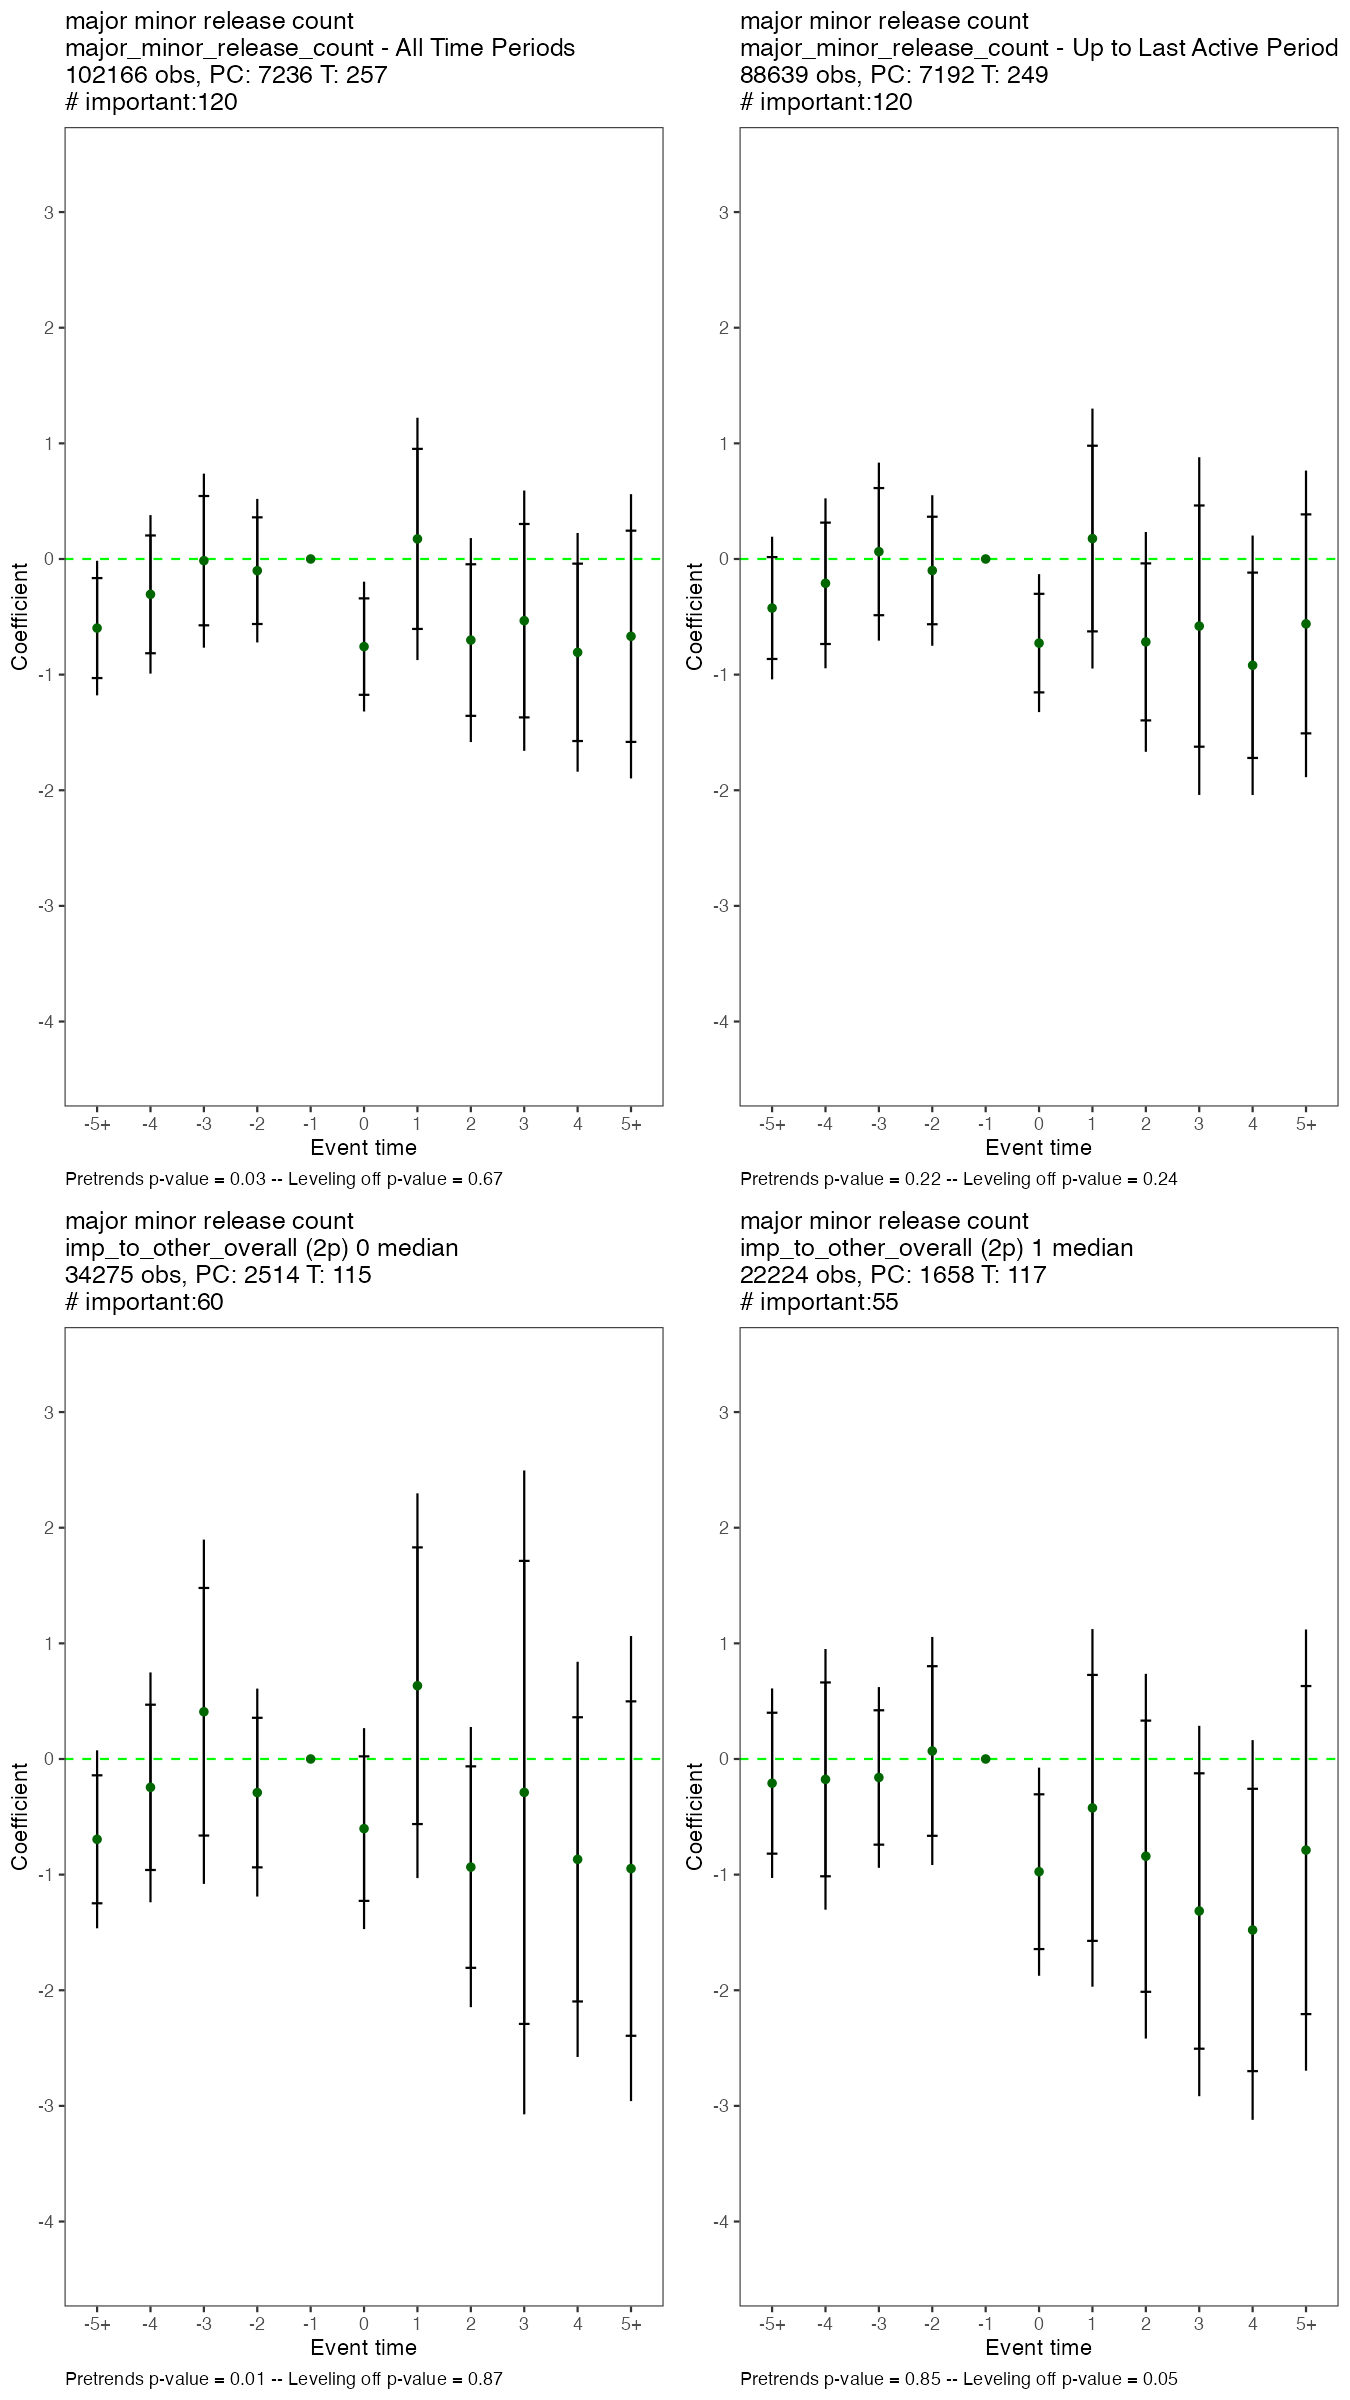 major minor release count
major_minor_release_count - All Time Periods
102166 obs, PC: 7236 T: 257
# important:120
3
2
1
0
-1
-2
-3
-4
Coefficient
-5+ -4 -3 -2 -1 0 1 2 3 4 5+
Event time
Pretrends p-value = 0.03 -- Leveling off p-value = 0.67
major minor release count
major_minor_release_count - Up to Last Active Period
88639 obs, PC: 7192 T: 249
# important:120
3
2
1
0
-1
-2
-3
-4
Coefficient
-5+ -4 -3 -2 -1 0 1 2 3 4 5+
Event time
Pretrends p-value = 0.22 -- Leveling off p-value = 0.24
major minor release count
imp_to_other_overall (2p) 0 median
34275 obs, PC: 2514 T: 115
# important:60
3
2
1
0
-1
-2
-3
-4
Coefficient
-5+ -4 -3 -2 -1 0 1 2 3 4 5+
Event time
Pretrends p-value = 0.01 -- Leveling off p-value = 0.87
major minor release count
imp_to_other_overall (2p) 1 median
22224 obs, PC: 1658 T: 117
# important:55
3
2
1
0
-1
-2
-3
-4
Coefficient
-5+ -4 -3 -2 -1 0 1 2 3 4 5+
Event time
Pretrends p-value = 0.85 -- Leveling off p-value = 0.05